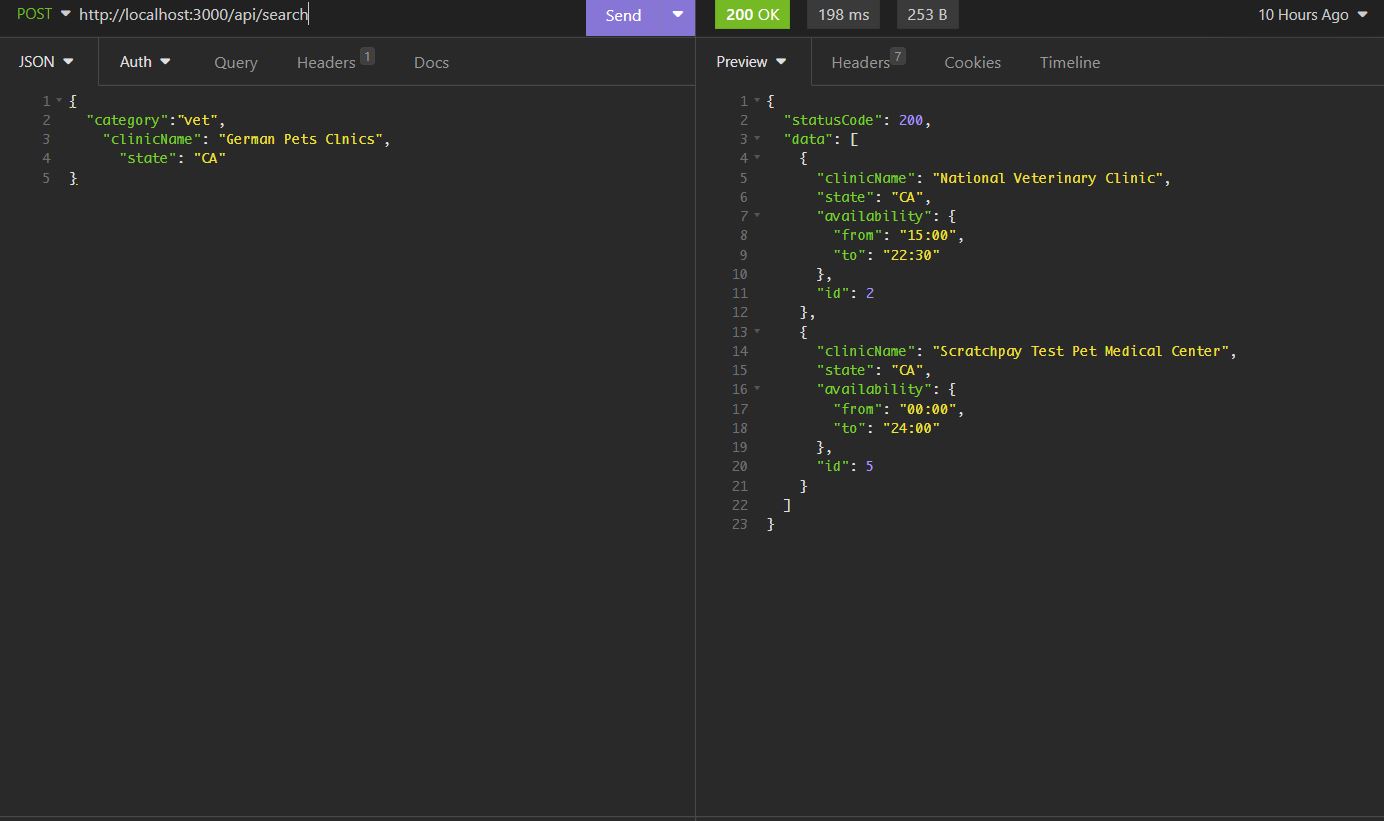 POST http://localhost:3000/api/search Send 200 OK 198 ms 253 B 10 Hours Ago
JSON Auth Query Headers 1 Docs Preview Headers 7 Cookies Timeline
1 {
2 "category":"vet",
3 "clinicName": "German Pets Clnics",
4 "state": "CA"
5 }
1 {
2 "statusCode": 200,
3 "data": [
4 {
5 "clinicName": "National Veterinary Clinic",
6 "state": "CA",
7 "availability": {
8 "from": "15:00",
9 "to": "22:30"
10 },
11 "id": 2
12 },
13 {
14 "clinicName": "Scratchpay Test Pet Medical Center",
15 "state": "CA",
16 "availability": {
17 "from": "00:00",
18 "to": "24:00"
19 },
20 "id": 5
21 }
22 ]
23 }